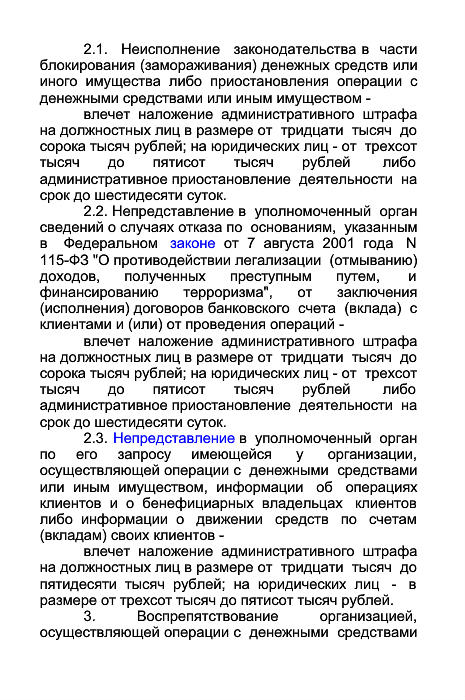 2.1. Неисполнение законодательства в части
блокирования (замораживания) денежных средств или
иного имущества либо приостановления операции с
денежными средствами или иным имуществом -
влечет наложение административного штрафа
на должностных лиц в размере от тридцати тысяч до
сорока тысяч рублей; на юридических лиц - от трехсот
тысяч до пятисот тысяч рублей либо
административное приостановление деятельности на
срок до шестидесяти суток.
2.2. Непредставление в уполномоченный орган
сведений о случаях отказа по основаниям, указанным
в Федеральном законе от 7 августа 2001 года N
115-ФЗ "О противодействии легализации (отмыванию)
доходов, полученных преступным путем, и
финансированию терроризма", от заключения
(исполнения) договоров банковского счета (вклада) с
клиентами и (или) от проведения операций -
влечет наложение административного штрафа
на должностных лиц в размере от тридцати тысяч до
сорока тысяч рублей; на юридических лиц - от трехсот
тысяч до пятисот тысяч рублей либо
административное приостановление деятельности на
срок до шестидесяти суток.
2.3. Непредставление в уполномоченный орган
по его запросу имеющейся у организации,
осуществляющей операции с денежными средствами
или иным имуществом, информации об операциях
клиентов и о бенефициарных владельцах клиентов
либо информации о движении средств по счетам
(вкладам) своих клиентов -
влечет наложение административного штрафа
на должностных лиц в размере от тридцати тысяч до
пятидесяти тысяч рублей; на юридических лиц - в
размере от трехсот тысяч до пятисот тысяч рублей.
3. Воспрепятствование организацией,
осуществляющей операции с денежными средствами